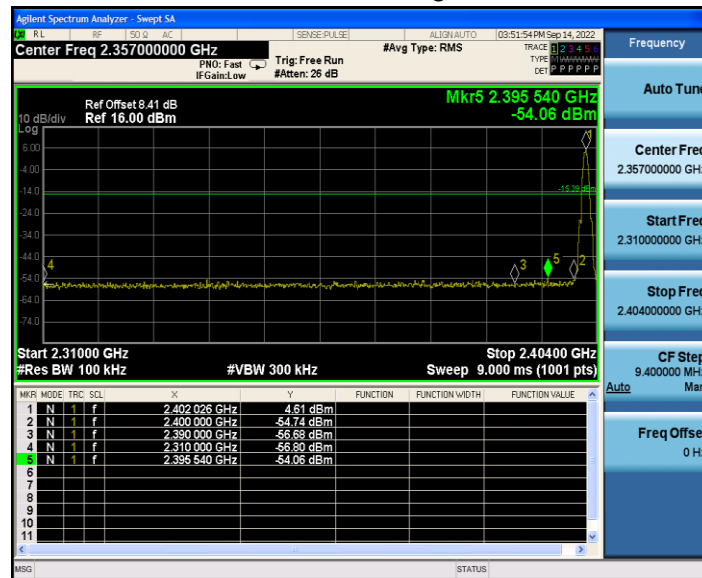 Agilent Spectrum Analyzer - Swept SA
RL RF 50 Ω AC SENSE:PULSE ALIGN AUTO 03:51:54 PM Sep 14, 2022
Center Freq 2.357000000 GHz
PNO: Fast
IFGain:Low
Trig: Free Run
#Atten: 26 dB
#Avg Type: RMS
TRACE 1 2 3 4 5 6
TYPE
DET P P P P P P
Ref Offset 8.41 dB
Ref 16.00 dBm
10 dB/div
Log
Mkr5 2.395 540 GHz
-54.06 dBm
6.00
-4.00
-14.0
-24.0
-34.0
-44.0
-54.0
-64.0
-74.0
-15.39 dBm
1
4
3
5
2
Start 2.31000 GHz
Stop 2.40400 GHz
#Res BW 100 kHz
#VBW 300 kHz
Sweep 9.000 ms (1001 pts)
MKR MODE TRC SCL X Y FUNCTION FUNCTION WIDTH FUNCTION VALUE
1 N 1 f 2.402 026 GHz 4.61 dBm
2 N 1 f 2.400 000 GHz -54.74 dBm
3 N 1 f 2.390 000 GHz -56.68 dBm
4 N 1 f 2.310 000 GHz -56.80 dBm
5 N 1 f 2.395 540 GHz -54.06 dBm
6
7
8
9
10
11
MSG
STATUS
Frequency
Auto Tune
Center Freq
2.357000000 GHz
Start Freq
2.310000000 GHz
Stop Freq
2.404000000 GHz
CF Step
9.400000 MHz
Auto Man
Freq Offset
0 Hz